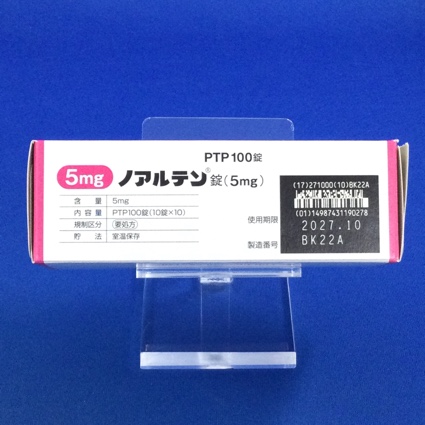 PTP100錠
5mg ノアルテン®錠(5mg)
含量 5mg
内容量 PTP100錠(10錠×10)
規制区分 要処方
貯法 室温保存
(17)271000(10)BK22A
(01)14987431190278
使用期限 2027.10
製造番号 BK22A